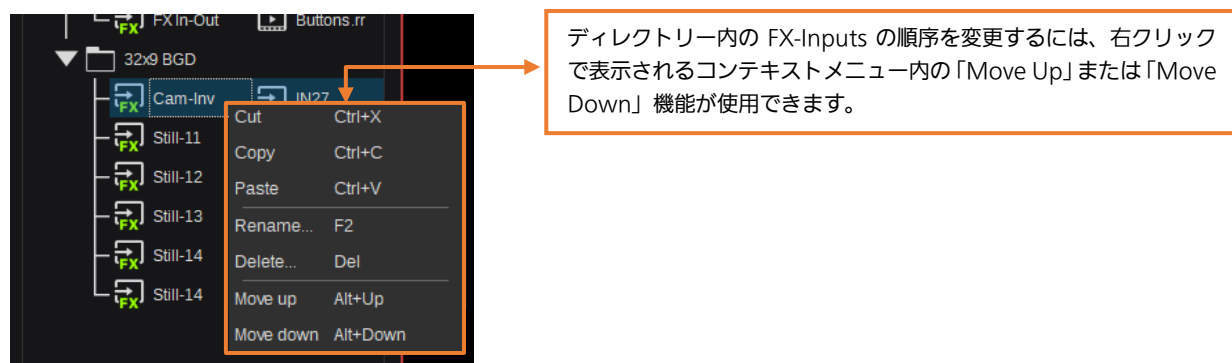 FX In-Out Buttons.rr
32x9 BGD
Cam-Inv IN27
Still-11
Still-12
Still-13
Still-14
Still-14
Cut Ctrl+X
Copy Ctrl+C
Paste Ctrl+V
Rename... F2
Delete... Del
Move up Alt+Up
Move down Alt+Down
ディレクトリー内の FX-Inputs の順序を変更するには、右クリック
で表示されるコンテキストメニュー内の「Move Up」または「Move
Down」機能が使用できます。